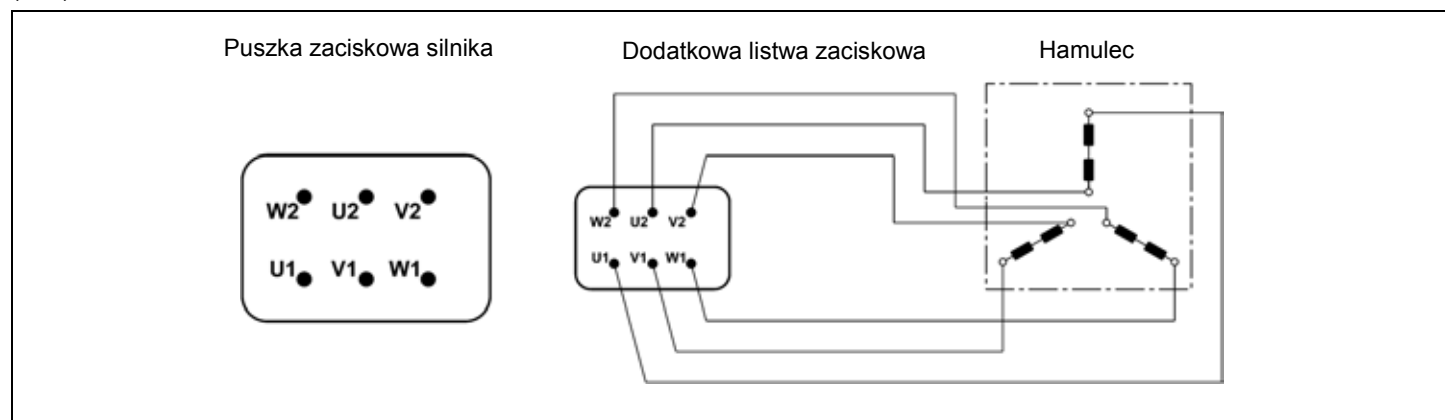 Puszka zaciskowa silnika
Dodatkowa listwa zaciskowa
Hamulec
W2 U2 V2
U1 V1 W1
W2 U2 V2
U1 V1 W1